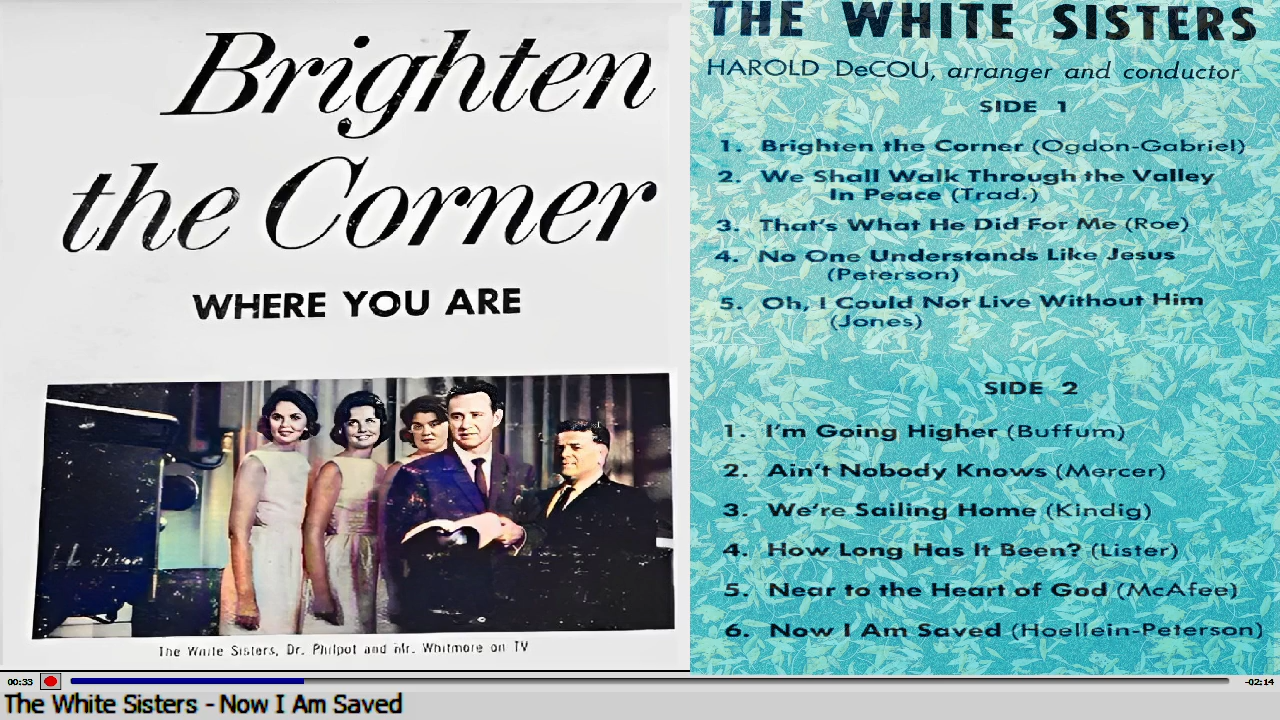 Brighten
the Corner
WHERE YOU ARE
The White Sisters, Dr. Philpot and Mr. Whitmore on TV
THE WHITE SISTERS
HAROLD DeCOU, arranger and conductor
SIDE 1
1. Brighten the Corner (Ogdon-Gabriel)
2. We Shall Walk Through the Valley
In Peace (Trad.)
3. That's What He Did For Me (Roe)
4. No One Understands Like Jesus
(Peterson)
5. Oh, I Could Not Live Without Him
(Jones)
SIDE 2
1. I'm Going Higher (Buffum)
2. Ain't Nobody Knows (Mercer)
3. We're Sailing Home (Kindig)
4. How Long Has It Been? (Lister)
5. Near to the Heart of God (McAfee)
6. Now I Am Saved (Hoellein-Peterson)
00:33
-02:14
The White Sisters - Now I Am Saved